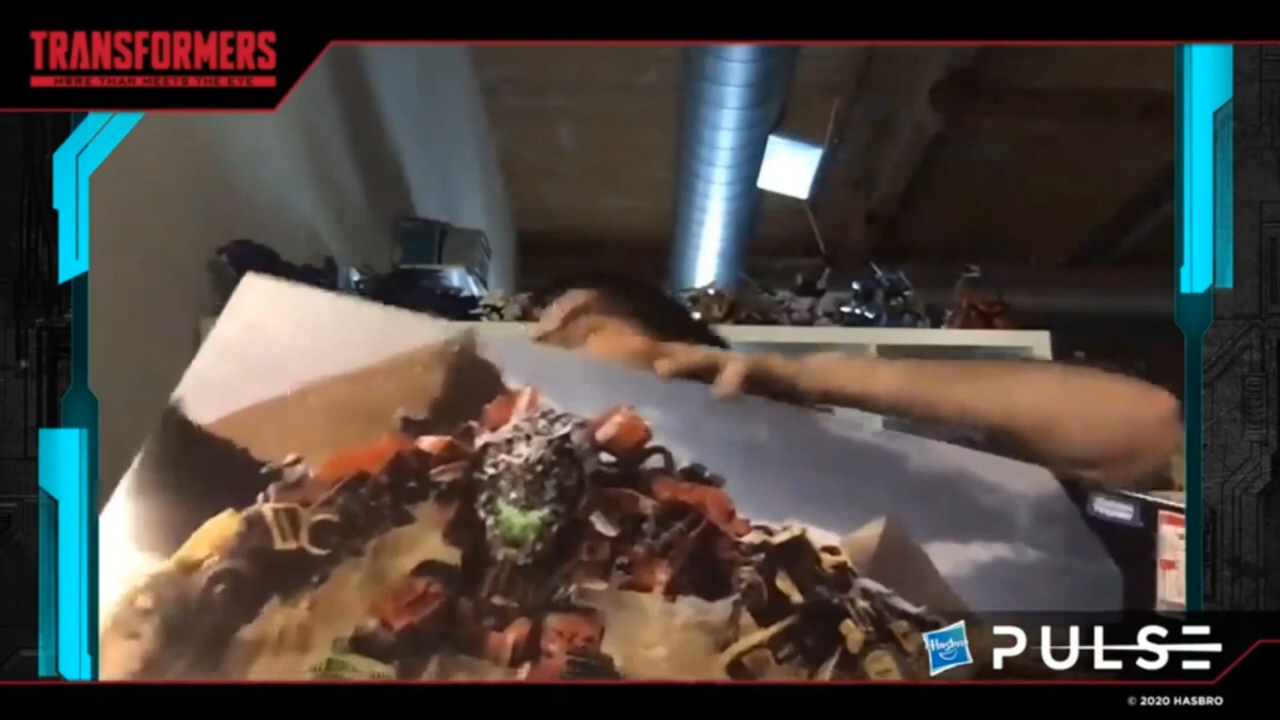 TRANSFORMERS
MORE THAN MEETS THE EYE
Hasbro
PULSE
© 2020 HASBRO